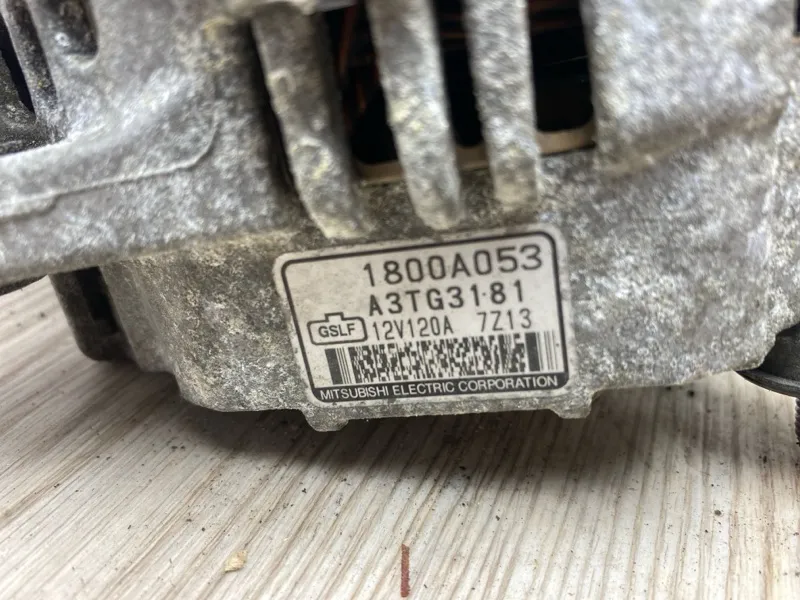 1800A053
A3TG3181
GSLF 12V120A 7Z13
MITSUBISHI ELECTRIC CORPORATION